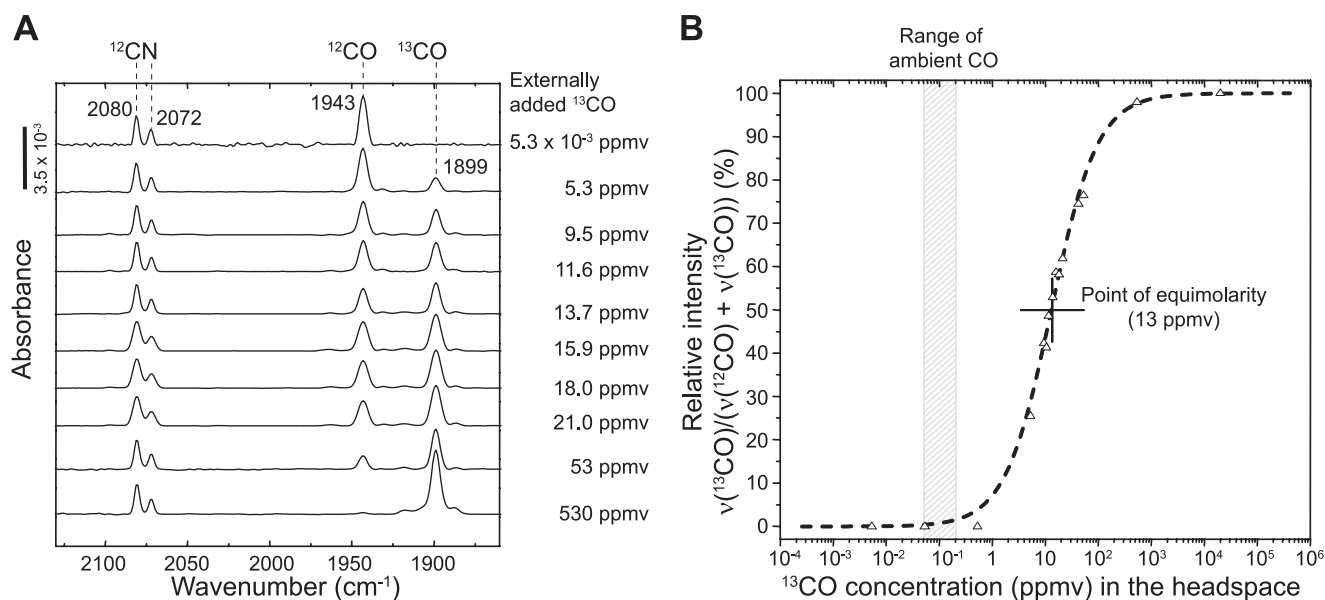 A
¹²CN
¹²CO
¹³CO
Externally
added ¹³CO
2080
2072
1943
1899
3.5 x 10⁻³
5.3 x 10⁻³ ppmv
5.3 ppmv
9.5 ppmv
11.6 ppmv
13.7 ppmv
15.9 ppmv
18.0 ppmv
21.0 ppmv
53 ppmv
530 ppmv
Absorbance
2100
2050
2000
1950
1900
Wavenumber (cm⁻¹)
B
Range of
ambient CO
Relative intensity
ν(¹³CO)/(ν(¹²CO) + ν(¹³CO)) (%)
100
90
80
70
60
50
40
30
20
10
0
Point of equimolarity
(13 ppmv)
10⁻⁴
10⁻³
10⁻²
10⁻¹
1
10¹
10²
10³
10⁴
10⁵
10⁶
¹³CO concentration (ppmv) in the headspace